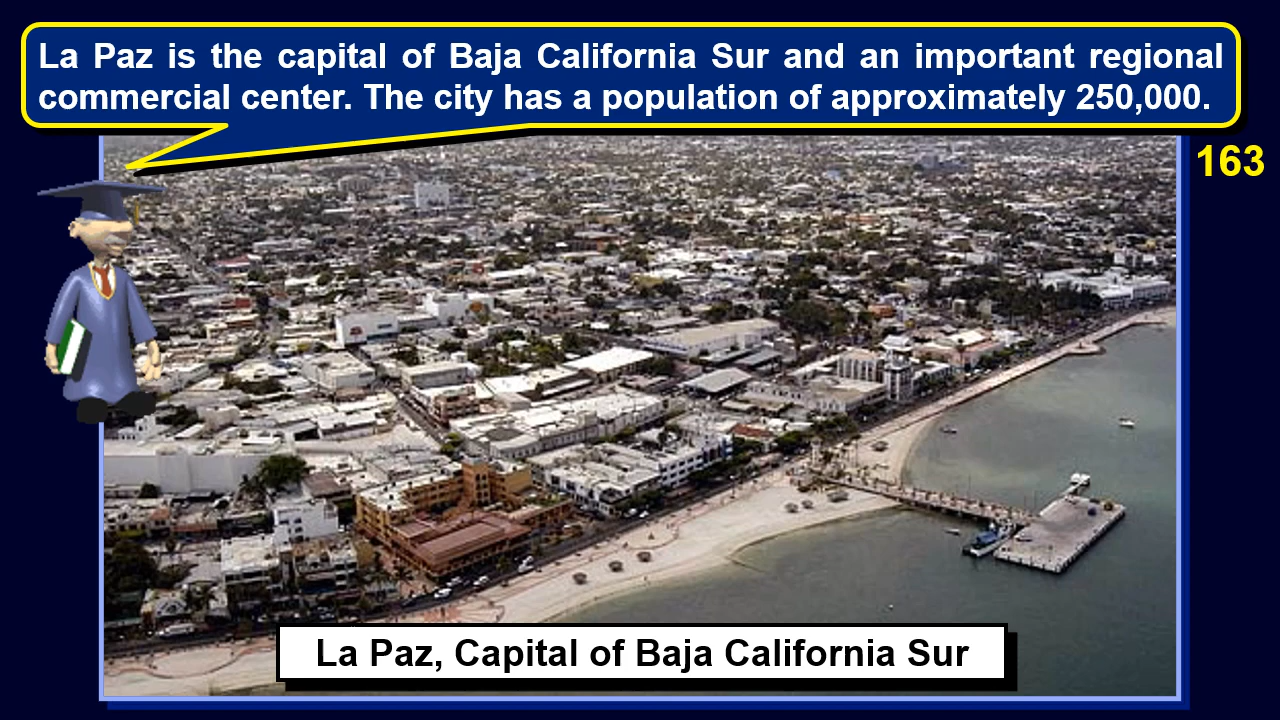 La Paz is the capital of Baja California Sur and an important regional
commercial center. The city has a population of approximately 250,000.
163
La Paz, Capital of Baja California Sur